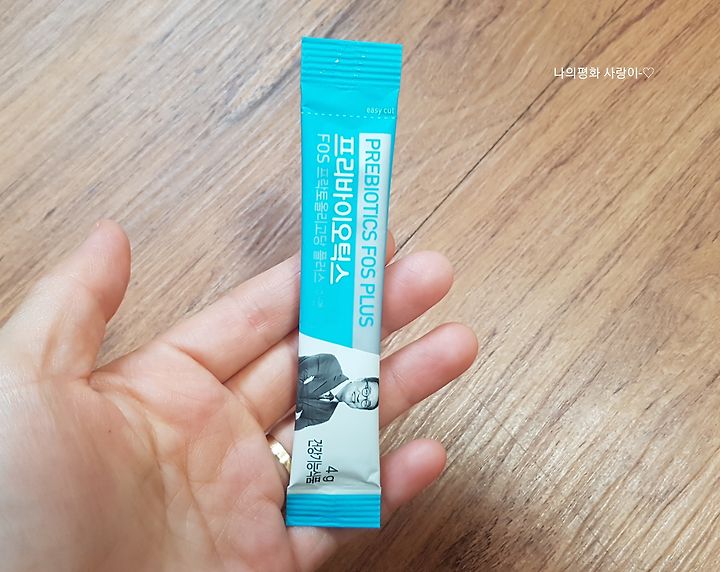 나의평화 사랑이-♡
easy cut
PREBIOTICS FOS PLUS
프리바이오틱스
FOS 프락토올리고당 플러스
4 g
건강기능식품